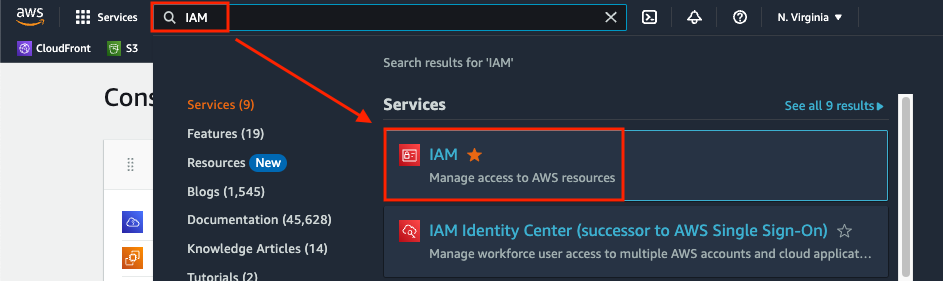 aws
Services
IAM
N. Virginia
CloudFront
S3
Cons
Search results for 'IAM'
Services (9)
Features (19)
Resources New
Blogs (1,545)
Documentation (45,628)
Knowledge Articles (14)
Tutorials (2)
Services
See all 9 results
IAM
Manage access to AWS resources
IAM Identity Center (successor to AWS Single Sign-On)
Manage workforce user access to multiple AWS accounts and cloud applicat...